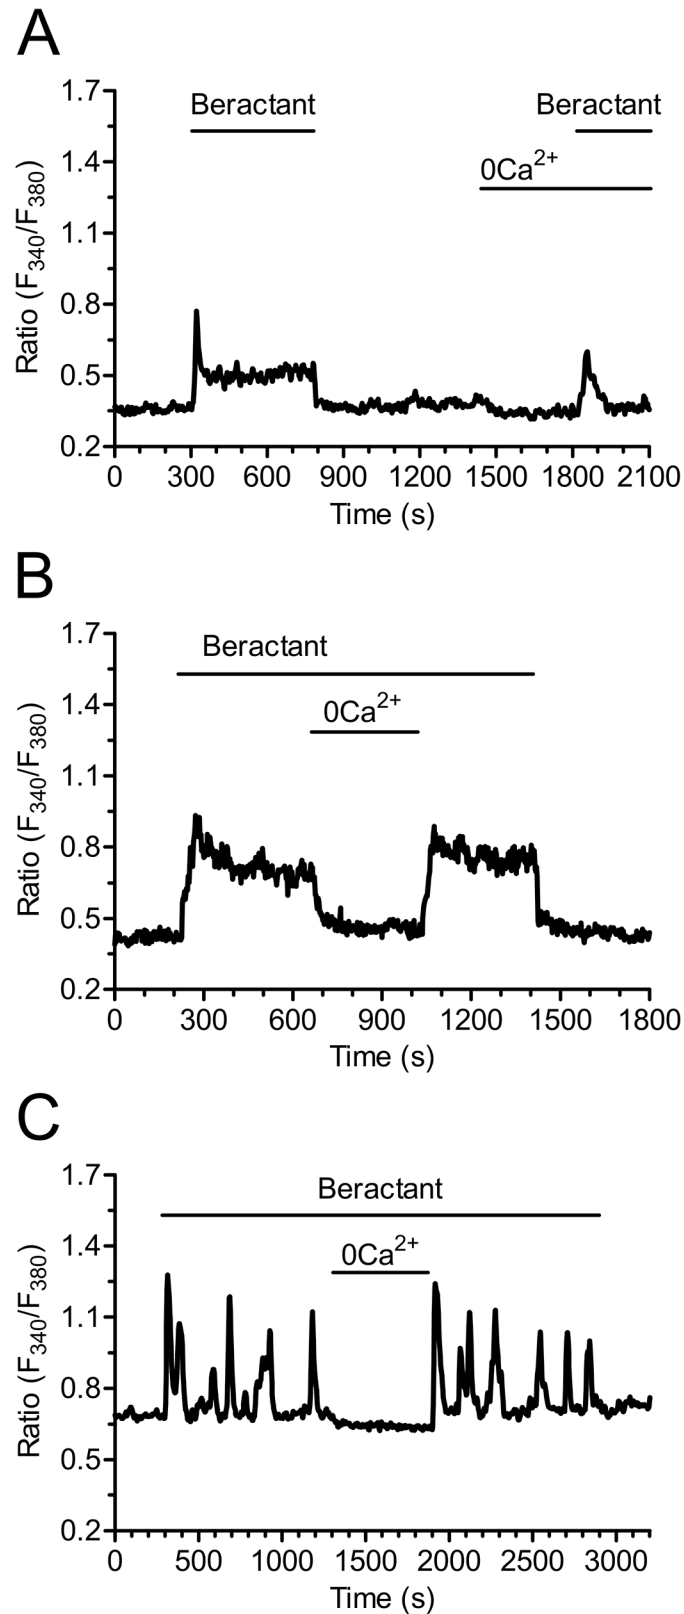 A
1.7
Beractant Beractant
1.4
0Ca2+
1.1
0.8
0.5
0.2
Ratio (F340/F380)
0 300 600 900 1200 1500 1800 2100
Time (s)
B
1.7
Beractant
1.4
0Ca2+
1.1
0.8
0.5
0.2
Ratio (F340/F380)
0 300 600 900 1200 1500 1800
Time (s)
C
1.7
Beractant
1.4
0Ca2+
1.1
0.8
0.5
0.2
Ratio (F340/F380)
0 500 1000 1500 2000 2500 3000
Time (s)